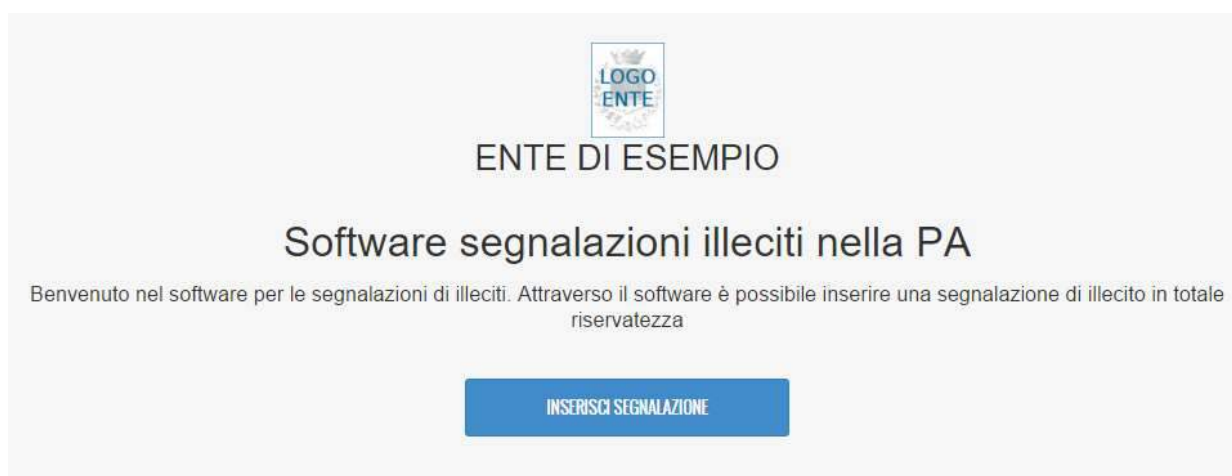 LOGO
ENTE
ENTE DI ESEMPIO
Software segnalazioni illeciti nella PA
Benvenuto nel software per le segnalazioni di illeciti. Attraverso il software è possibile inserire una segnalazione di illecito in totale
riservatezza
INSERISCI SEGNALAZIONE